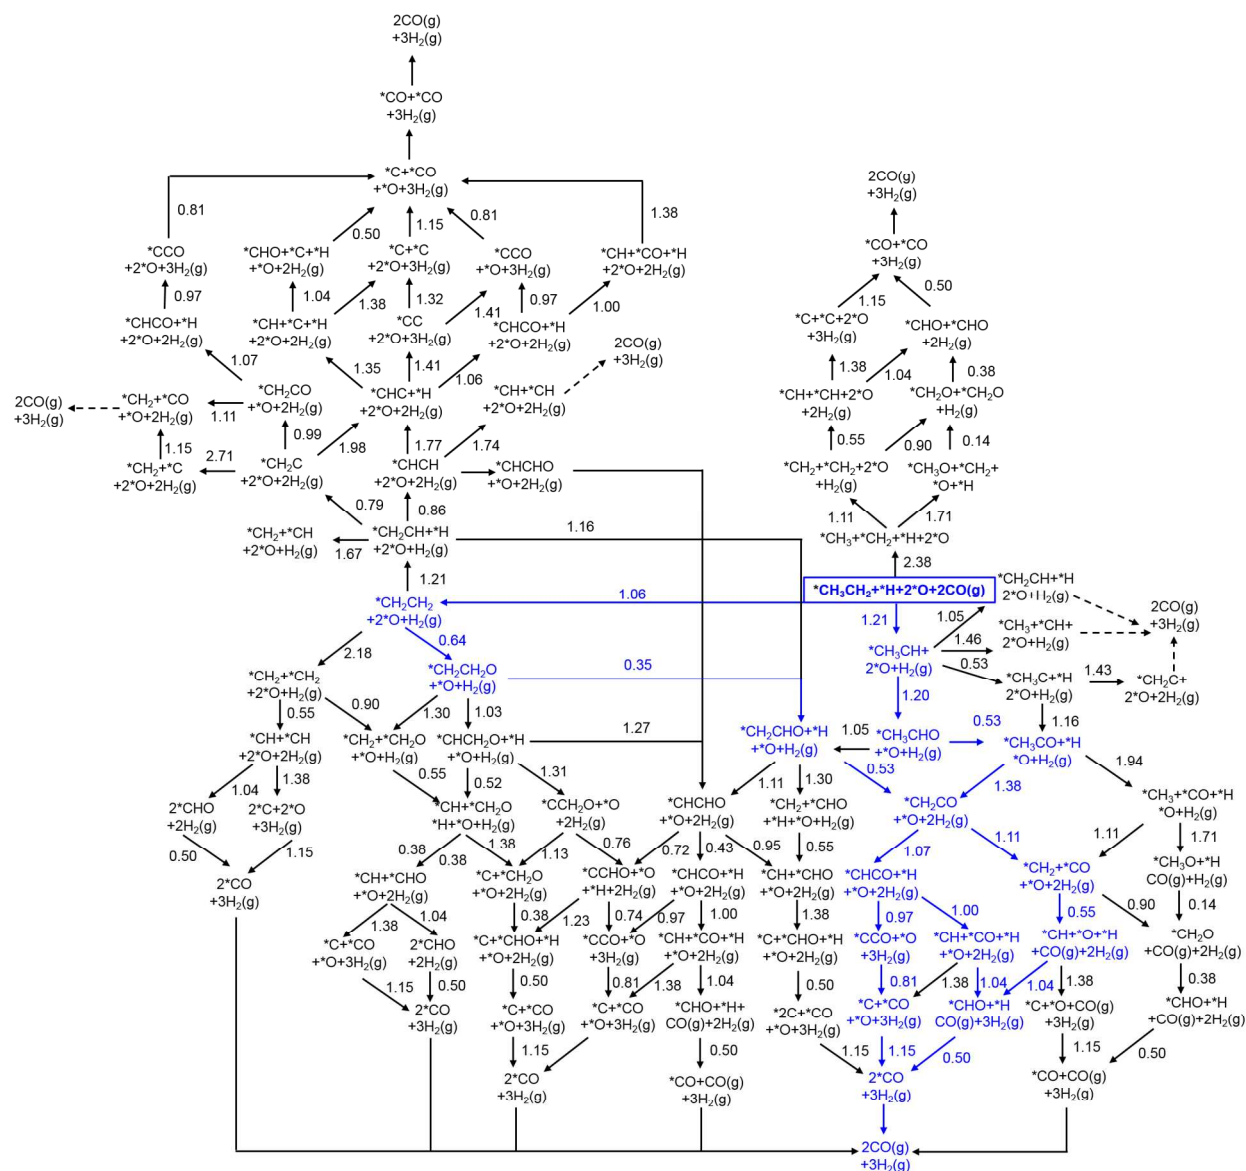 2CO(g)
+3H₂(g)
*CO+*CO
+3H₂(g)
*C+*CO
+*O+3H₂(g)
0.81
0.50
1.15
0.81
1.38
*CCO
+2*O+3H₂(g)
*CHO+*C+*H
+*O+2H₂(g)
*C+*C
+2*O+3H₂(g)
*CCO
+*O+3H₂(g)
*CH+*CO+*H
+*O+2H₂(g)
0.97
1.04
1.38
1.32
1.41
0.97
1.00
*CHCO+*H
+2*O+2H₂(g)
*CH+*C+*H
+2*O+2H₂(g)
*CC
+2*O+3H₂(g)
*CHCO+*H
+2*O+2H₂(g)
2CO(g)
+3H₂(g)
1.07
1.35
1.41
1.06
2CO(g)
+3H₂(g)
*CH₂+*CO
+*O+2H₂(g)
1.11
*CH₂CO
+*O+2H₂(g)
*CHC+*H
+2*O+2H₂(g)
*CH+*CH
+2*O+2H₂(g)
1.15
2.71
0.99
1.98
1.77
1.74
*CH₂+*C
+2*O+2H₂(g)
*CH₂C
+2*O+2H₂(g)
*CHCH
+2*O+2H₂(g)
*CHCHO
+*O+2H₂(g)
0.79
0.86
*CH₂+*CH
+2*O+H₂(g)
1.67
*CH₂CH+*H
+2*O+H₂(g)
1.16
1.21
2CO(g)
+3H₂(g)
*CO+*CO
+3H₂(g)
1.15
0.50
*C+*C+2*O
+3H₂(g)
*CHO+*CHO
+2H₂(g)
1.38
1.04
0.38
*CH+*CH+2*O
+2H₂(g)
*CH₂O+*CH₂O
+H₂(g)
0.55
0.90
0.14
*CH₂+*CH₂+2*O
+H₂(g)
*CH₃O+*CH₂+
*O+*H
1.11
1.71
*CH₃+*CH₂+*H+2*O
2.38
*CH₃CH₂+*H+2*O+2CO(g)
1.06
1.21
1.05
*CH₂CH+*H
2*O+H₂(g)
2CO(g)
+3H₂(g)
*CH₃+*CH+
2*O+H₂(g)
1.46
0.53
*CH₃CH+
2*O+H₂(g)
*CH₃C+*H
2*O+H₂(g)
1.43
*CH₂C+
2*O+2H₂(g)
*CH₂CH₂
+2*O+H₂(g)
0.64
2.18
*CH₂CH₂O
+*O+H₂(g)
0.35
1.20
1.16
*CH₂+*CH₂
+2*O+H₂(g)
0.55
0.90
1.30
1.03
1.27
*CH+*CH
+2*O+2H₂(g)
*CH₂+*CH₂O
+*O+H₂(g)
*CHCH₂O+*H
+*O+H₂(g)
*CH₂CHO+*H
+*O+H₂(g)
1.05
*CH₃CHO
+*O+H₂(g)
0.53
*CH₃CO+*H
*O+H₂(g)
1.04
1.38
0.55
0.52
1.31
1.11
1.30
0.53
1.38
1.94
2*CHO
+2H₂(g)
2*C+2*O
+3H₂(g)
*CH+*CH₂O
*H+*O+H₂(g)
*CCH₂O+*O
+2H₂(g)
*CHCHO
+*O+2H₂(g)
*CH₂+*CHO
+*H+*O+H₂(g)
*CH₂CO
+*O+2H₂(g)
*CH₃+*CO+*H
*O+H₂(g)
0.50
1.15
0.38
0.38
1.38
1.13
0.76
0.72
0.43
0.95
0.55
1.07
1.11
1.11
1.71
2*CO
+3H₂(g)
*CH+*CHO
+*O+2H₂(g)
*C+*CH₂O
+*O+2H₂(g)
*CCHO+*O
+*H+2H₂(g)
*CHCO+*H
+*O+2H₂(g)
*CH+*CHO
+*O+2H₂(g)
*CHCO+*H
+*O+2H₂(g)
*CH₂+*CO
+*O+2H₂(g)
*CH₃O+*H
CO(g)+H₂(g)
1.38
1.04
0.38
1.23
0.74
0.97
1.00
1.38
0.97
1.00
0.55
0.90
0.14
*C+*CO
+*O+3H₂(g)
2*CHO
+2H₂(g)
*C+*CHO+*H
+*O+2H₂(g)
*CCO+*O
+3H₂(g)
*CH+*CO+*H
+*O+2H₂(g)
*C+*CHO+*H
+*O+2H₂(g)
*CCO+*O
+3H₂(g)
*CH+*CO+*H
+*O+2H₂(g)
*CH+*O+*H
CO(g)+2H₂(g)
*CH₂O
+CO(g)+2H₂(g)
1.15
0.50
0.50
0.81
1.38
1.04
0.50
0.81
1.38
1.04
1.04
1.38
0.38
2*CO
+3H₂(g)
*C+*CO
+*O+3H₂(g)
*C+*CO
+*O+3H₂(g)
*CHO+*H+
CO(g)+2H₂(g)
*2C+*CO
+*O+3H₂(g)
*C+*CO
+*O+3H₂(g)
*CHO+*H
CO(g)+3H₂(g)
*C+*O+CO(g)
+3H₂(g)
*CHO+*H
+CO(g)+2H₂(g)
1.15
0.50
1.15
1.15
0.50
1.15
0.50
2*CO
+3H₂(g)
*CO+CO(g)
+3H₂(g)
2*CO
+3H₂(g)
*CO+CO(g)
+3H₂(g)
2CO(g)
+3H₂(g)